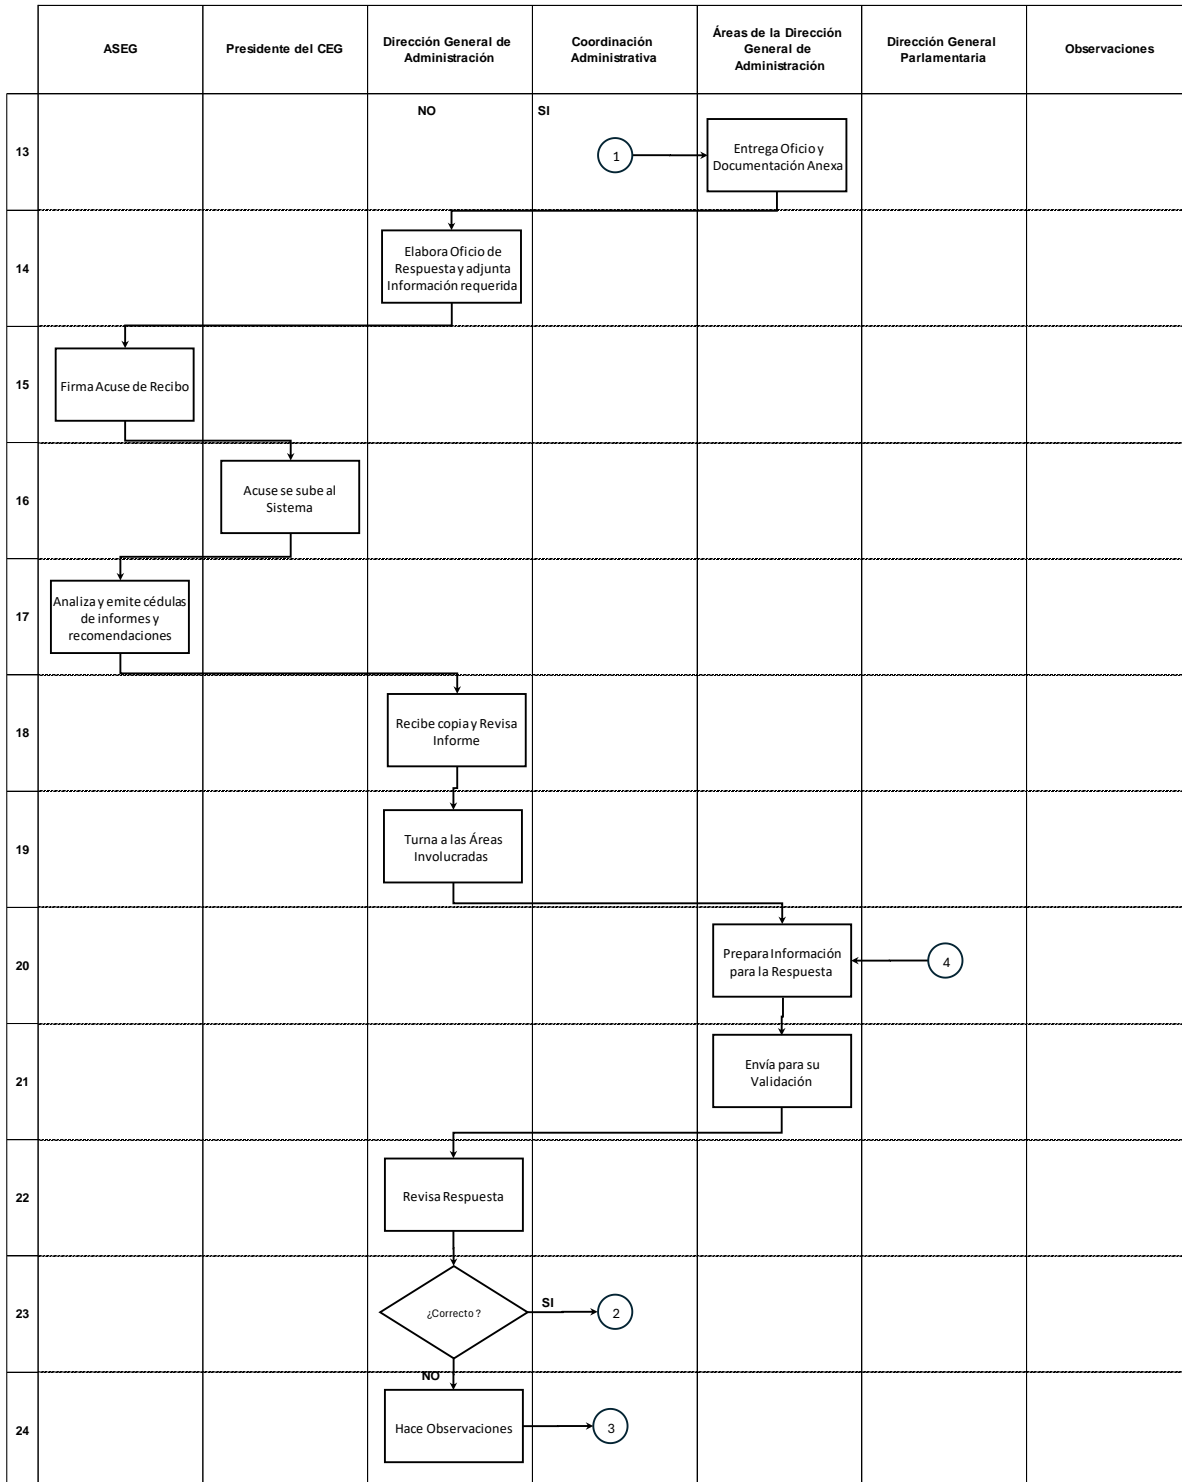 ASEG
Presidente del CEG
Dirección General de
Administración
Coordinación
Administrativa
Áreas de la Dirección
General de
Administración
Dirección General
Parlamentaria
Observaciones
NO
SI
13
1
Entrega Oficio y
Documentación Anexa
14
Elabora Oficio de
Respuesta y adjunta
Información requerida
15
Firma Acuse de Recibo
16
Acuse se sube al
Sistema
17
Analiza y emite cédulas
de informes y
recomendaciones
18
Recibe copia y Revisa
Informe
19
Turna a las Áreas
Involucradas
20
Prepara Información
para la Respuesta
4
21
Envía para su
Validación
22
Revisa Respuesta
23
¿Correcto ?
SI
2
NO
24
Hace Observaciones
3